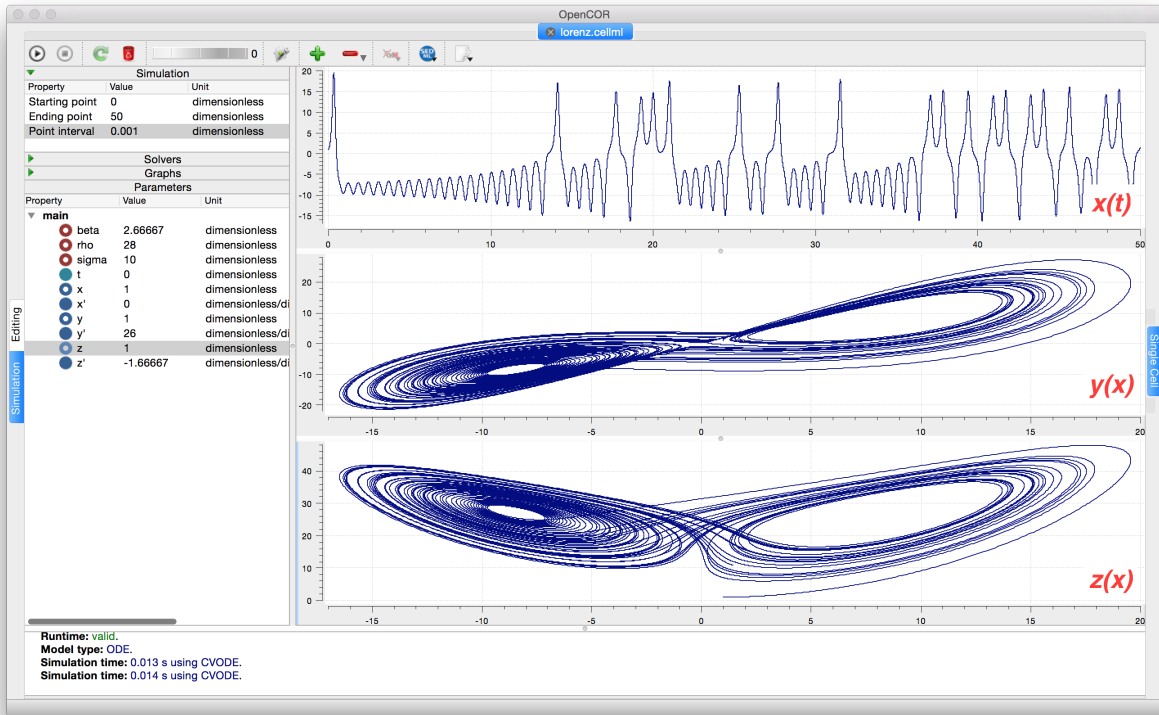 OpenCOR
lorenz.cellml
0
SED
ML
Simulation
Property Value Unit
Starting point 0 dimensionless
Ending point 50 dimensionless
Point interval 0.001 dimensionless
Solvers
Graphs
Parameters
Property Value Unit
main
beta 2.66667 dimensionless
rho 28 dimensionless
sigma 10 dimensionless
t 0 dimensionless
x 1 dimensionless
x' 0 dimensionless/di
y 1 dimensionless
y' 26 dimensionless/di
z 1 dimensionless
z' -1.66667 dimensionless/di
Editing
Simulation
20
15
10
5
0
-5
-10
-15
x(t)
0 10 20 30 40 50
20
10
0
-10
-20
y(x)
-15 -10 -5 0 5 10 15 20
40
30
20
10
0
z(x)
-15 -10 -5 0 5 10 15 20
Single Cell
Runtime: valid.
Model type: ODE.
Simulation time: 0.013 s using CVODE.
Simulation time: 0.014 s using CVODE.